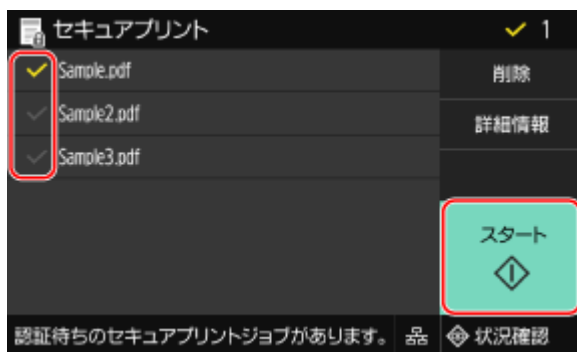 セキュアプリント
1
Sample.pdf
削除
Sample2.pdf
詳細情報
Sample3.pdf
スタート
認証待ちのセキュアプリントジョブがあります。
状況確認